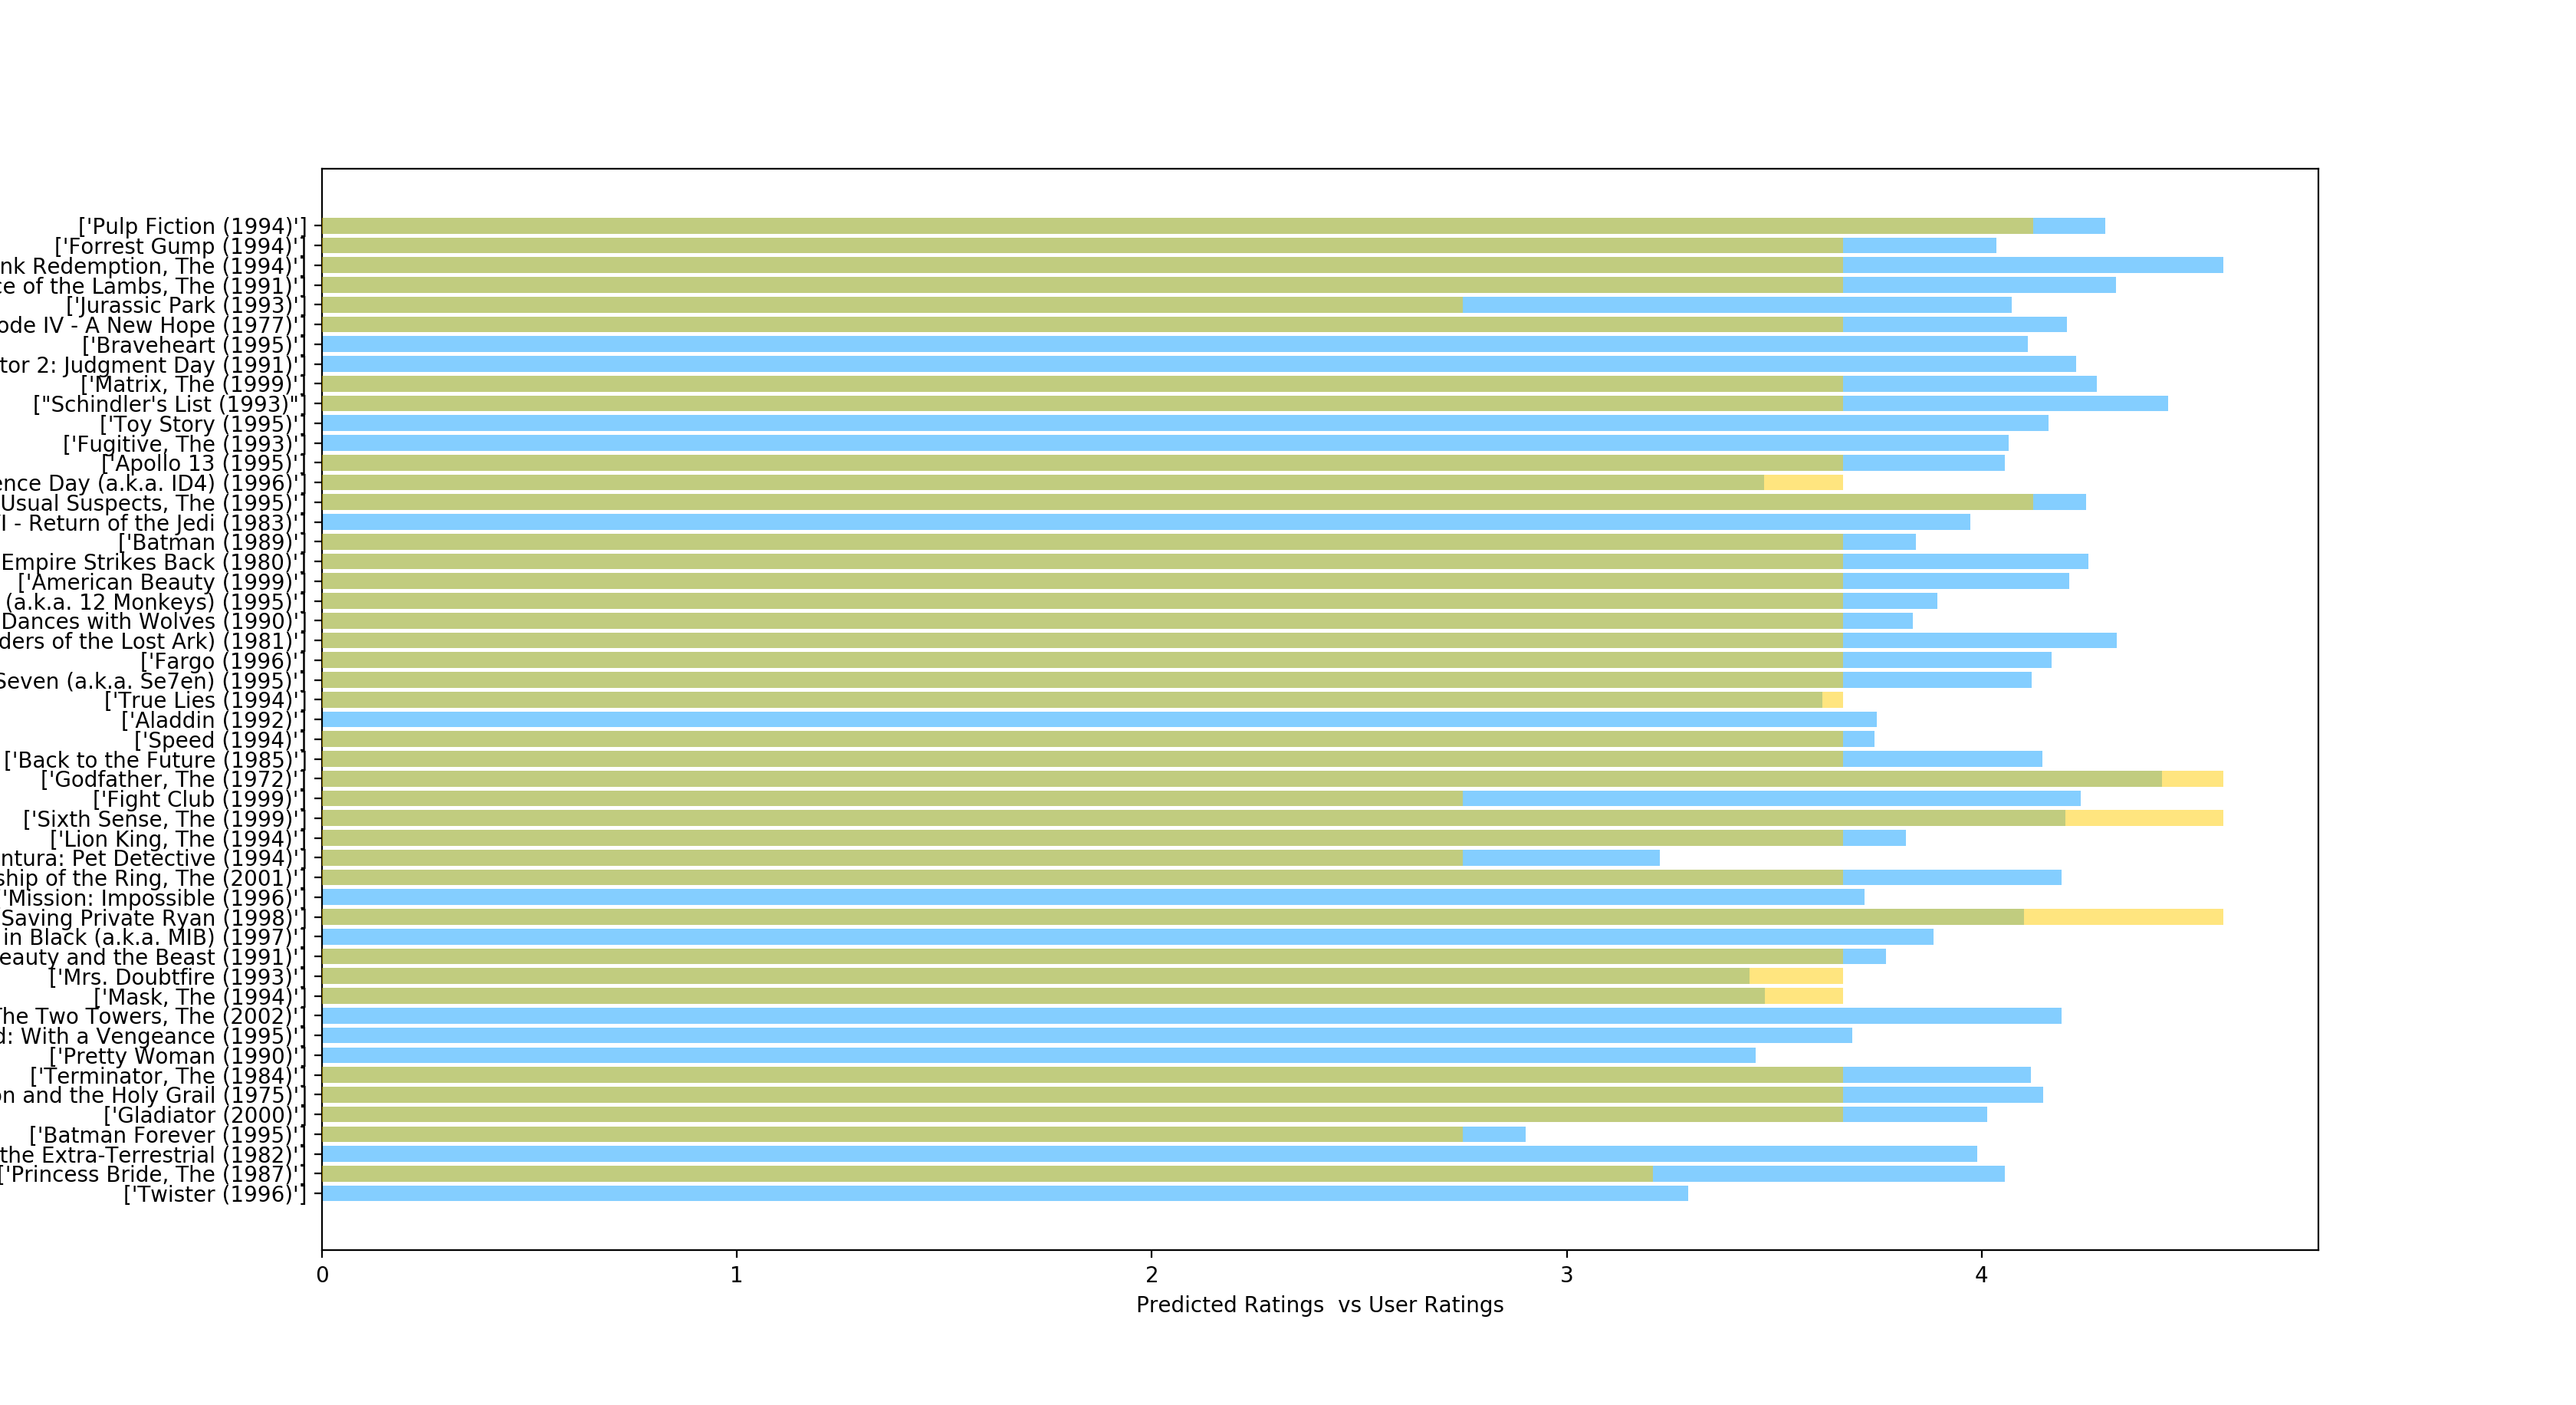 ['Pulp Fiction (1994)']
['Forrest Gump (1994)']
nk Redemption, The (1994)']
ce of the Lambs, The (1991)']
['Jurassic Park (1993)']
ode IV - A New Hope (1977)']
['Braveheart (1995)']
tor 2: Judgment Day (1991)']
['Matrix, The (1999)']
["Schindler's List (1993)"]
['Toy Story (1995)']
['Fugitive, The (1993)']
['Apollo 13 (1995)']
ence Day (a.k.a. ID4) (1996)']
Usual Suspects, The (1995)']
I - Return of the Jedi (1983)']
['Batman (1989)']
Empire Strikes Back (1980)']
['American Beauty (1999)']
(a.k.a. 12 Monkeys) (1995)']
Dances with Wolves (1990)']
ders of the Lost Ark) (1981)']
['Fargo (1996)']
Seven (a.k.a. Se7en) (1995)']
['True Lies (1994)']
['Aladdin (1992)']
['Speed (1994)']
['Back to the Future (1985)']
['Godfather, The (1972)']
['Fight Club (1999)']
['Sixth Sense, The (1999)']
['Lion King, The (1994)']
ntura: Pet Detective (1994)']
ship of the Ring, The (2001)']
'Mission: Impossible (1996)']
Saving Private Ryan (1998)']
in Black (a.k.a. MIB) (1997)']
eauty and the Beast (1991)']
['Mrs. Doubtfire (1993)']
['Mask, The (1994)']
The Two Towers, The (2002)']
d: With a Vengeance (1995)']
['Pretty Woman (1990)']
['Terminator, The (1984)']
on and the Holy Grail (1975)']
['Gladiator (2000)']
['Batman Forever (1995)']
the Extra-Terrestrial (1982)']
['Princess Bride, The (1987)']
['Twister (1996)']
0 1 2 3 4
Predicted Ratings  vs User Ratings